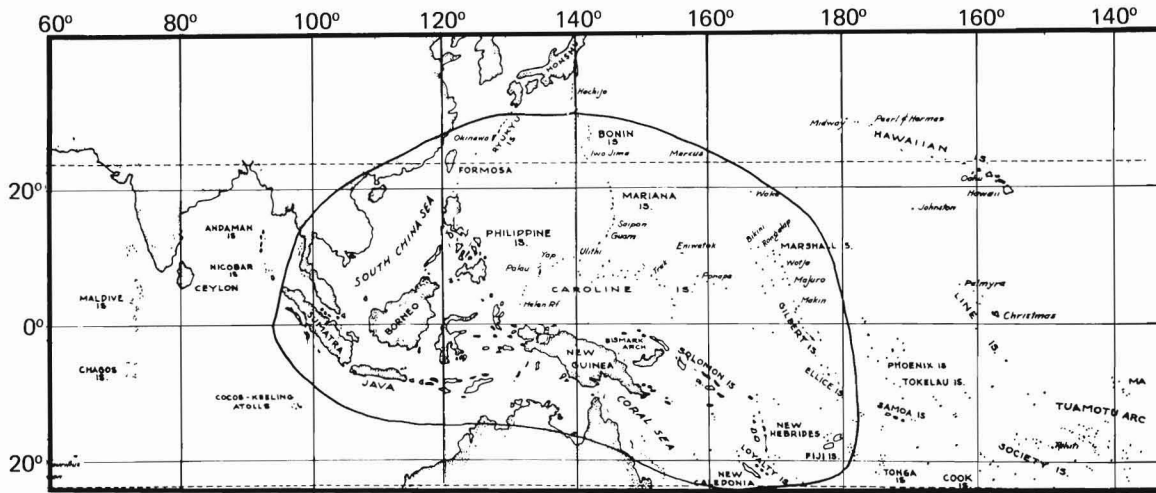 60° 80° 100° 120° 140° 160° 180° 160° 140°
HONSHU
Hachijo
Midway
Pearl & Hermes
HAWAIIAN
IS.
Okinawa
RYUKYU
IS
BONIN
IS
Iwo Jima
Marcus
FORMOSA
Oahu
Hawaii
20°
20°
MARIANA
IS.
Wake
Johnston
ANDAMAN
IS
SOUTH CHINA SEA
Saipan
Guam
PHILIPPINE
IS.
Bikini
Rongelap
MARSHALL IS.
Eniwetok
Yap
Ulithi
NICOBAR
IS
CEYLON
Palau
Truk
Ponape
Wotje
Majuro
Makin
MALDIVE
IS
CAROLINE
IS.
Palmyra
LINE
IS
Christmas
Helen Rf
BORNEO
SUMATRA
GILBERT IS.
0°
0°
BISMARK
ARCH
NEW
GUINEA
SOLOMON IS
CHAGOS
IS.
JAVA
ELLICE IS.
PHOENIX IS
TOKELAU IS.
MA
COCOS-KEELING
ATOLLS
CORAL SEA
SAMOA IS
TUAMOTU ARC
NEW
HEBRIDES
FIJI IS.
LOYALTY IS
SOCIETY IS.
20°
20°
NEW
CALEDONIA
TONGA
IS
COOK
IS.